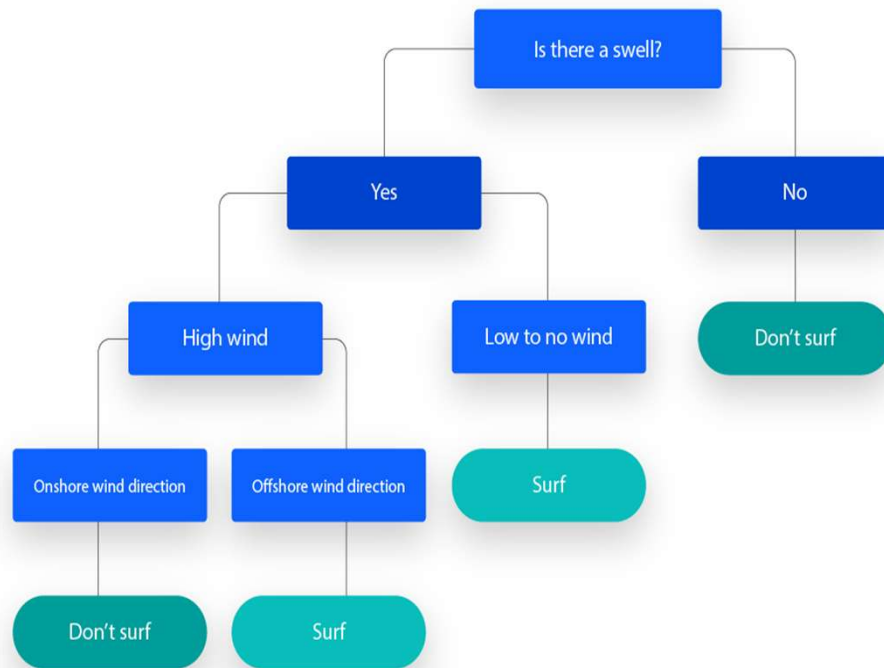 Is there a swell?
Yes
No
High wind
Low to no wind
Don't surf
Onshore wind direction
Offshore wind direction
Surf
Don't surf
Surf